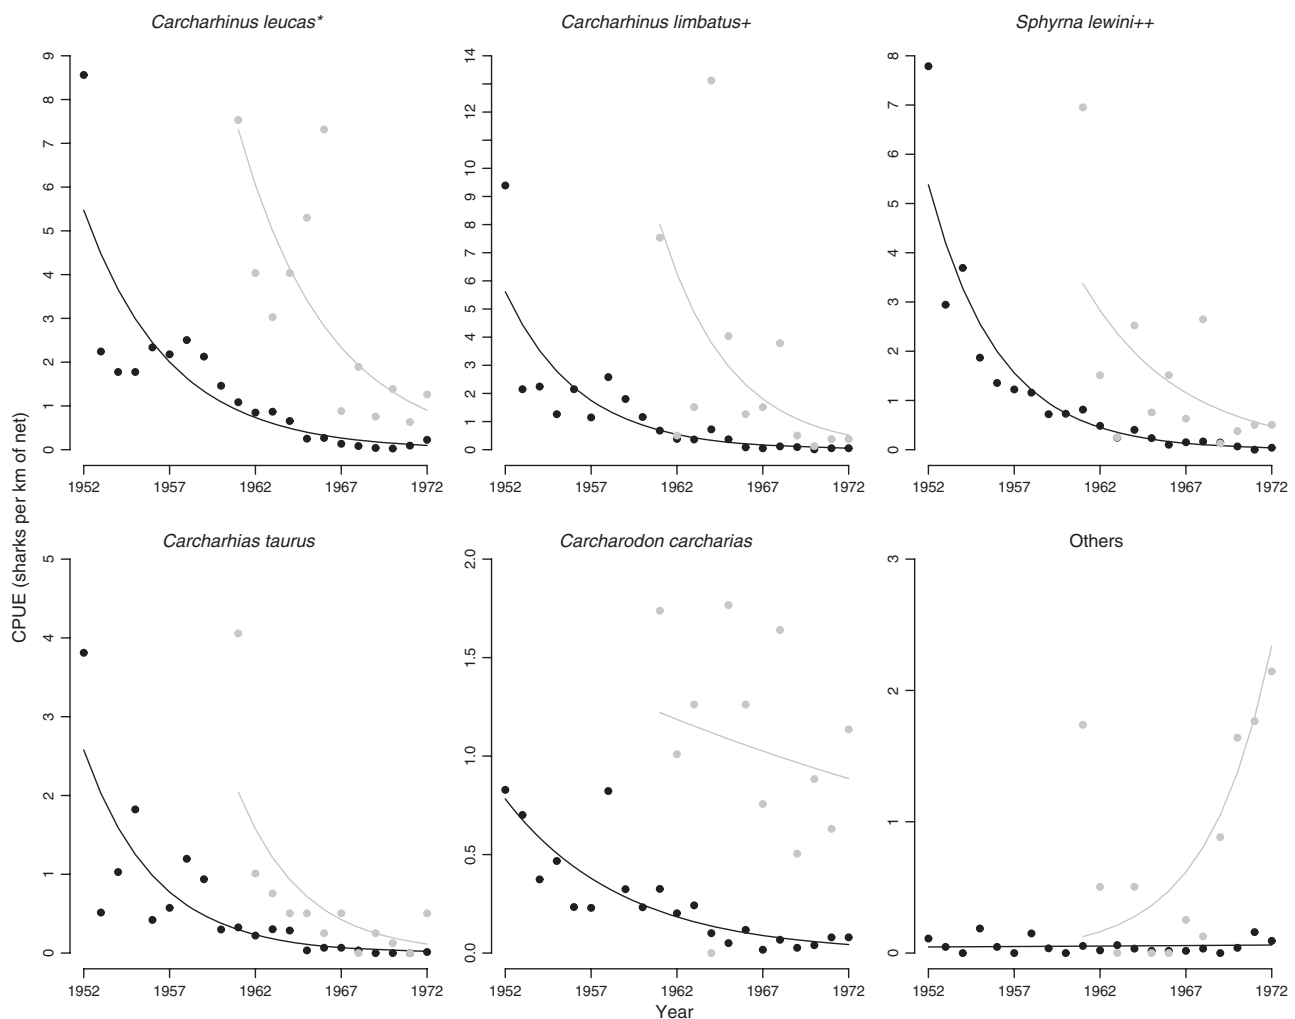 Carcharhinus leucas* Carcharhinus limbatus+ Sphyrna lewini++
0 1 2 3 4 5 6 7 8 9
1952 1957 1962 1967 1972
0 1 2 3 4 5 6 7 8 9 10 12 14
1952 1957 1962 1967 1972
0 1 2 3 4 5 6 7 8
1952 1957 1962 1967 1972
CPUE (sharks per km of net)
Carcharhias taurus Carcharodon carcharias Others
0 1 2 3 4 5
1952 1957 1962 1967 1972
0.0 0.5 1.0 1.5 2.0
1952 1957 1962 1967 1972
0 1 2 3
1952 1957 1962 1967 1972
Year